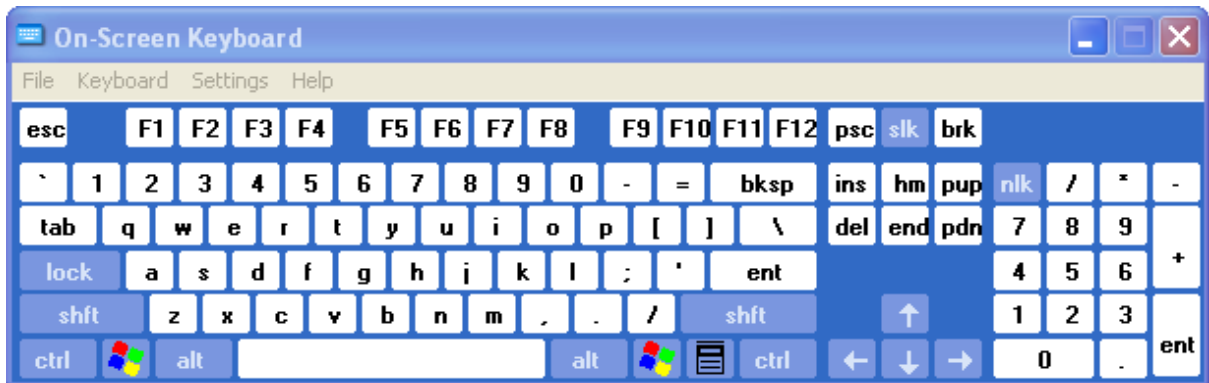 On-Screen Keyboard
File Keyboard Settings Help
esc F1 F2 F3 F4 F5 F6 F7 F8 F9 F10 F11 F12 psc slk brk
` 1 2 3 4 5 6 7 8 9 0 - = bksp ins hm pup nlk / * -
tab q w e r t y u i o p [ ] \ del end pdn 7 8 9 +
lock a s d f g h j k l ; ' ent 4 5 6
shft z x c v b n m , . / shft ↑ 1 2 3 ent
ctrl alt alt ctrl ← ↓ → 0 .